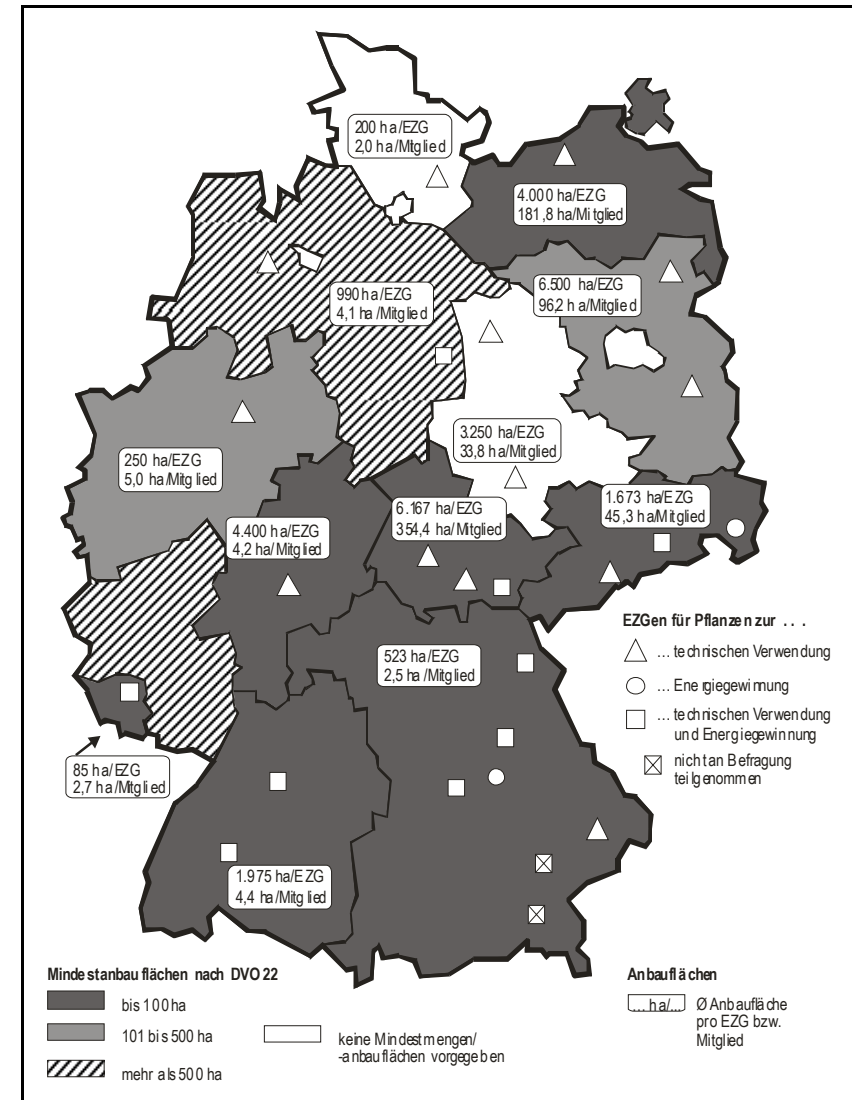 200 ha/EZG
2,0 ha/Mitglied
4.000 ha/EZG
181,8 ha/Mitglied
6.500 ha/EZG
96,2 ha/Mitglied
990 ha/EZG
4,1 ha/Mitglied
3.250 ha/EZG
33,8 ha/Mitglied
250 ha/EZG
5,0 ha/Mitglied
1.673 ha/EZG
45,3 ha/Mitglied
6.167 ha/EZG
354,4 ha/Mitglied
4.400 ha/EZG
4,2 ha/Mitglied
523 ha/EZG
2,5 ha/Mitglied
85 ha/EZG
2,7 ha/Mitglied
1.975 ha/EZG
4,4 ha/Mitglied
EZGen für Pflanzen zur ...
... technischen Verwendung
... Energiegewinnung
... technischen Verwendung
und Energiegewinnung
nicht an Befragung
teilgenommen
Mindestanbauflächen nach DVO 22
bis 100 ha
101 bis 500 ha
mehr als 500 ha
keine Mindestmengen/
-anbauflächen vorgegeben
Anbauflächen
... ha/...
Ø Anbaufläche
pro EZG bzw.
Mitglied